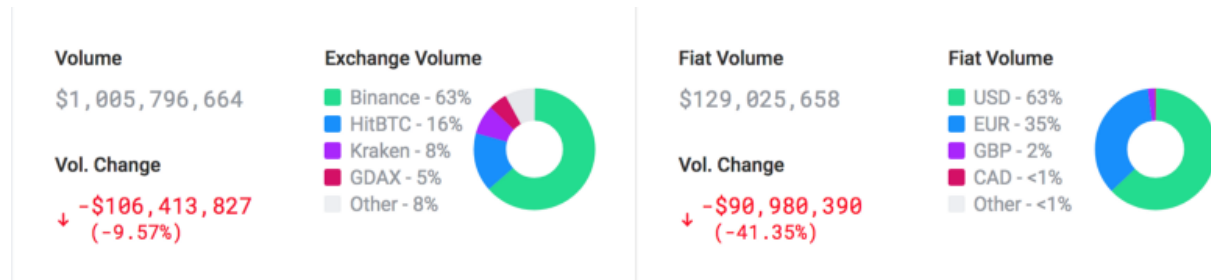 Volume
$1,005,796,664
Vol. Change
↓ -$106,413,827
(-9.57%)
Exchange Volume
Binance - 63%
HitBTC - 16%
Kraken - 8%
GDAX - 5%
Other - 8%
Fiat Volume
$129,025,658
Vol. Change
↓ -$90,980,390
(-41.35%)
Fiat Volume
USD - 63%
EUR - 35%
GBP - 2%
CAD - <1%
Other - <1%